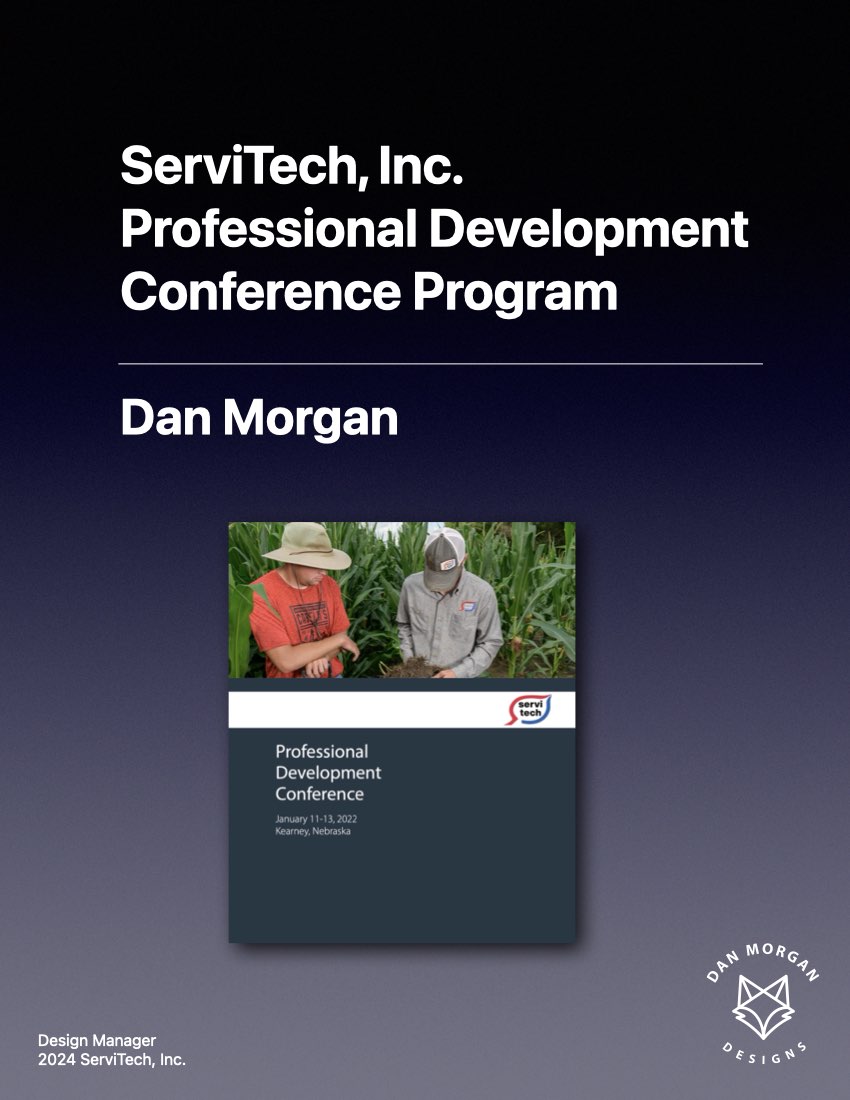 ServiTech, Inc.
Professional Development
Conference Program
Dan Morgan
servi
tech
Professional
Development
Conference
January 11-13, 2022
Kearney, Nebraska
DAN MORGAN
DESIGNS
Design Manager
2024 ServiTech, Inc.